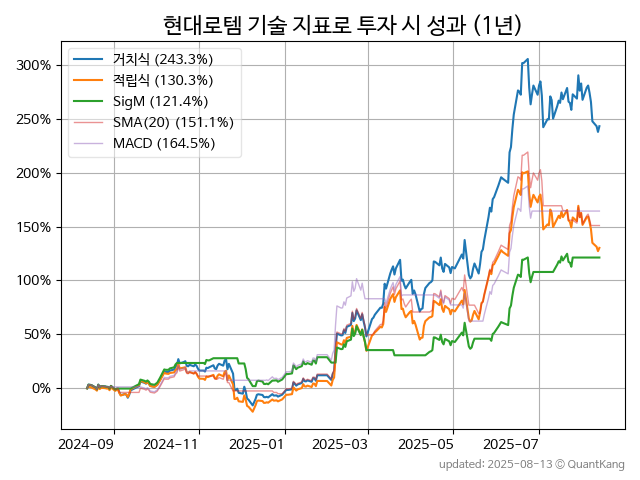 현대로템 기술 지표로 투자 시 성과 (1년)
거치식 (243.3%)
적립식 (130.3%)
SigM (121.4%)
SMA(20) (151.1%)
MACD (164.5%)
300%
250%
200%
150%
100%
50%
0%
2024-09 2024-11 2025-01 2025-03 2025-05 2025-07
updated: 2025-08-13 ⓒ QuantKang